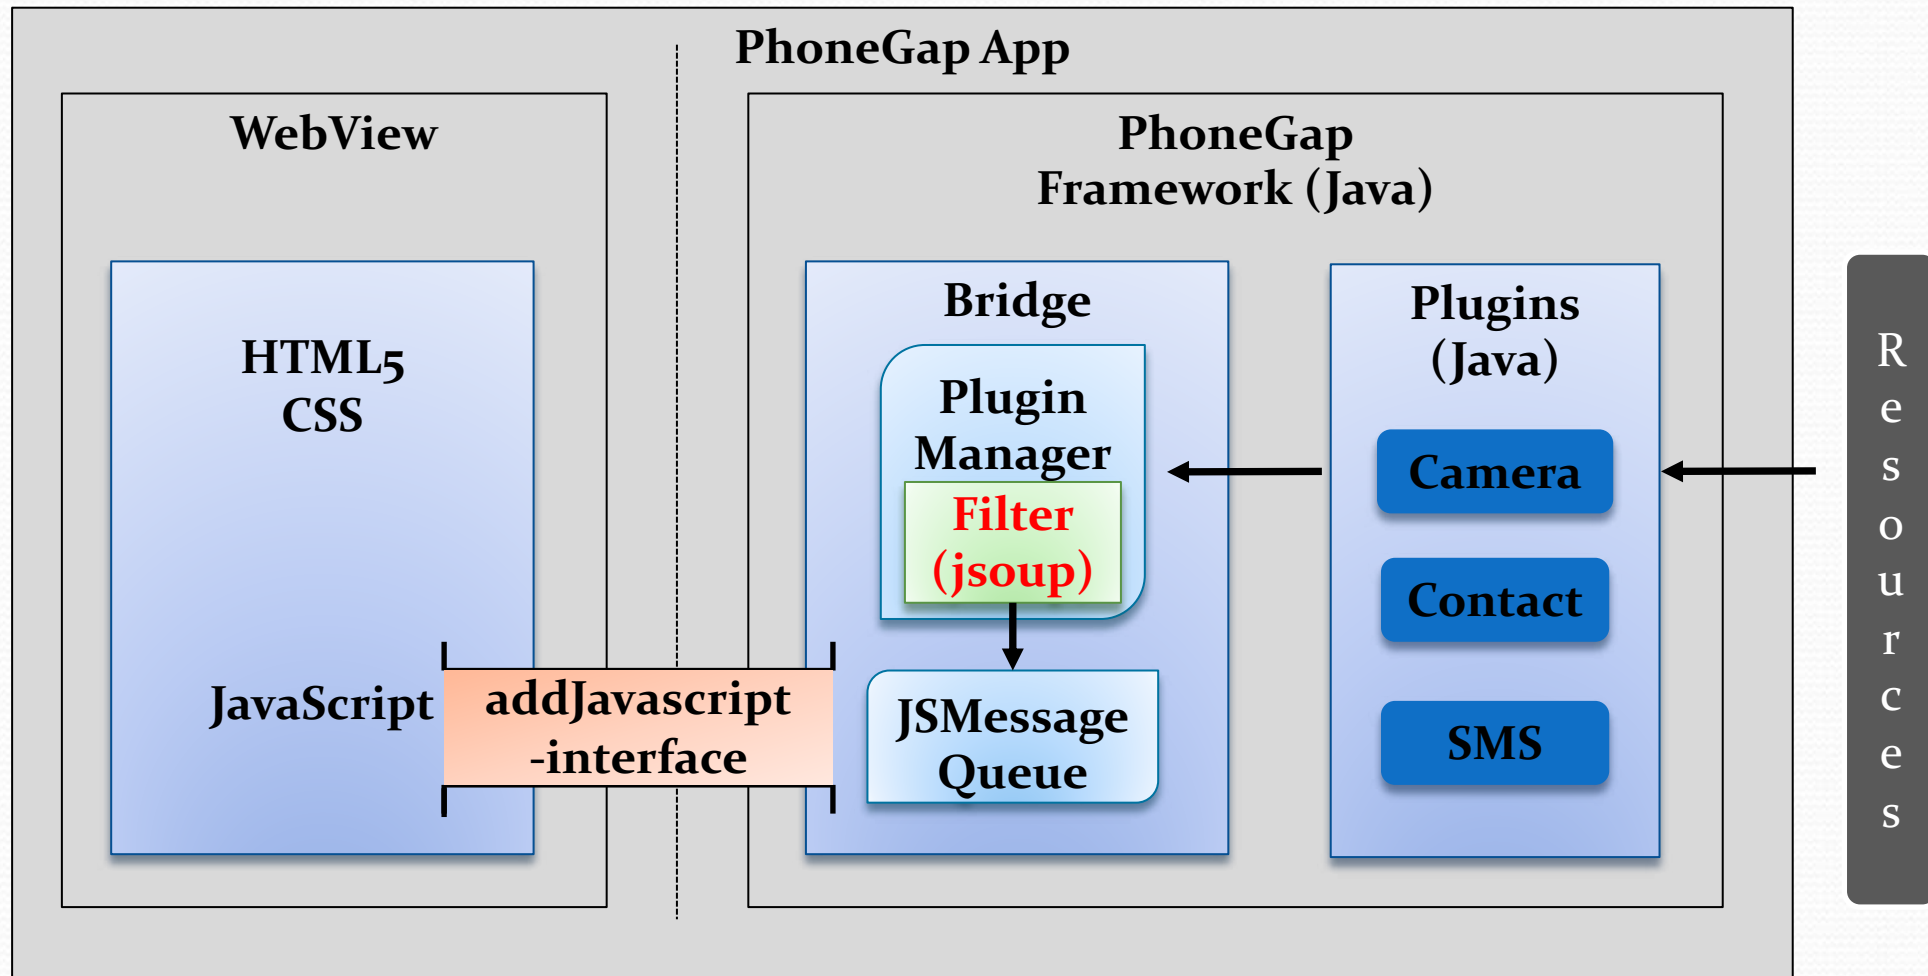 PhoneGap App
WebView
HTML5
CSS
JavaScript
addJavascript
-interface
PhoneGap
Framework (Java)
Bridge
Plugin
Manager
Filter
(jsoup)
JSMessage
Queue
Plugins
(Java)
Camera
Contact
SMS
Resources